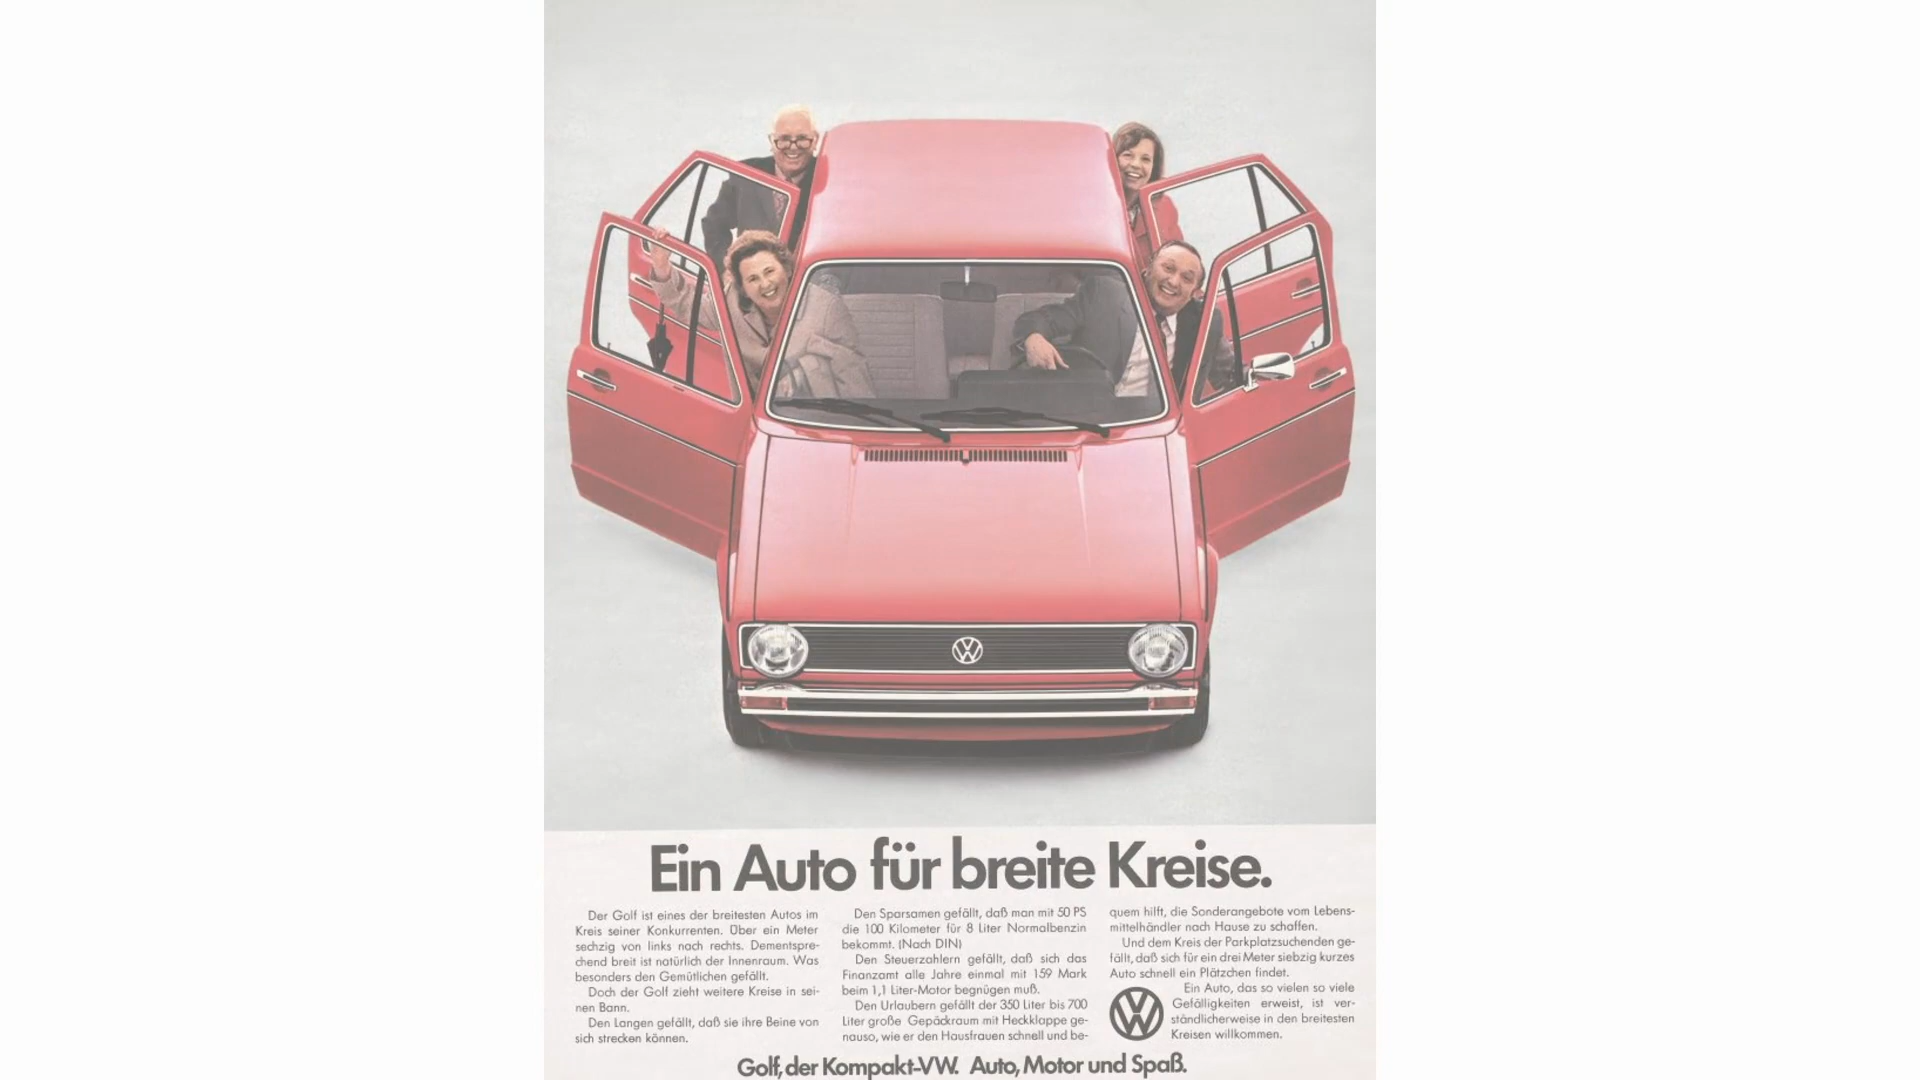 Ein Auto für breite Kreise.
Der Golf ist eines der breitesten Autos im
Kreis seiner Konkurrenten. Über ein Meter
sechzig von links nach rechts. Dementspre-
chend breit ist natürlich der Innenraum. Was
besonders den Gemütlichen gefällt.
Doch der Golf zieht weitere Kreise in sei-
nen Bann.
Den Langen gefällt, daß sie ihre Beine von
sich strecken können.
Den Sparsamen gefällt, daß man mit 50 PS
die 100 Kilometer für 8 Liter Normalbenzin
bekommt. (Nach DIN)
Den Steuerzahlern gefällt, daß sich das
Finanzamt alle Jahre einmal mit 159 Mark
beim 1,1 Liter-Motor begnügen muß.
Den Urlaubern gefällt der 350 Liter bis 700
Liter große Gepäckraum mit Heckklappe ge-
nauso, wie er den Hausfrauen schnell und be-
quem hilft, die Sonderangebote vom Lebens-
mittelhändler nach Hause zu schaffen.
Und dem Kreis der Parkplatzsuchenden ge-
fällt, daß sich für ein drei Meter siebzig kurzes
Auto schnell ein Plätzchen findet.
Ein Auto, das so vielen so viele
Gefälligkeiten erweist, ist ver-
ständlicherweise in den breitesten
Kreisen willkommen.
Golf, der Kompakt-VW. Auto, Motor und Spaß.